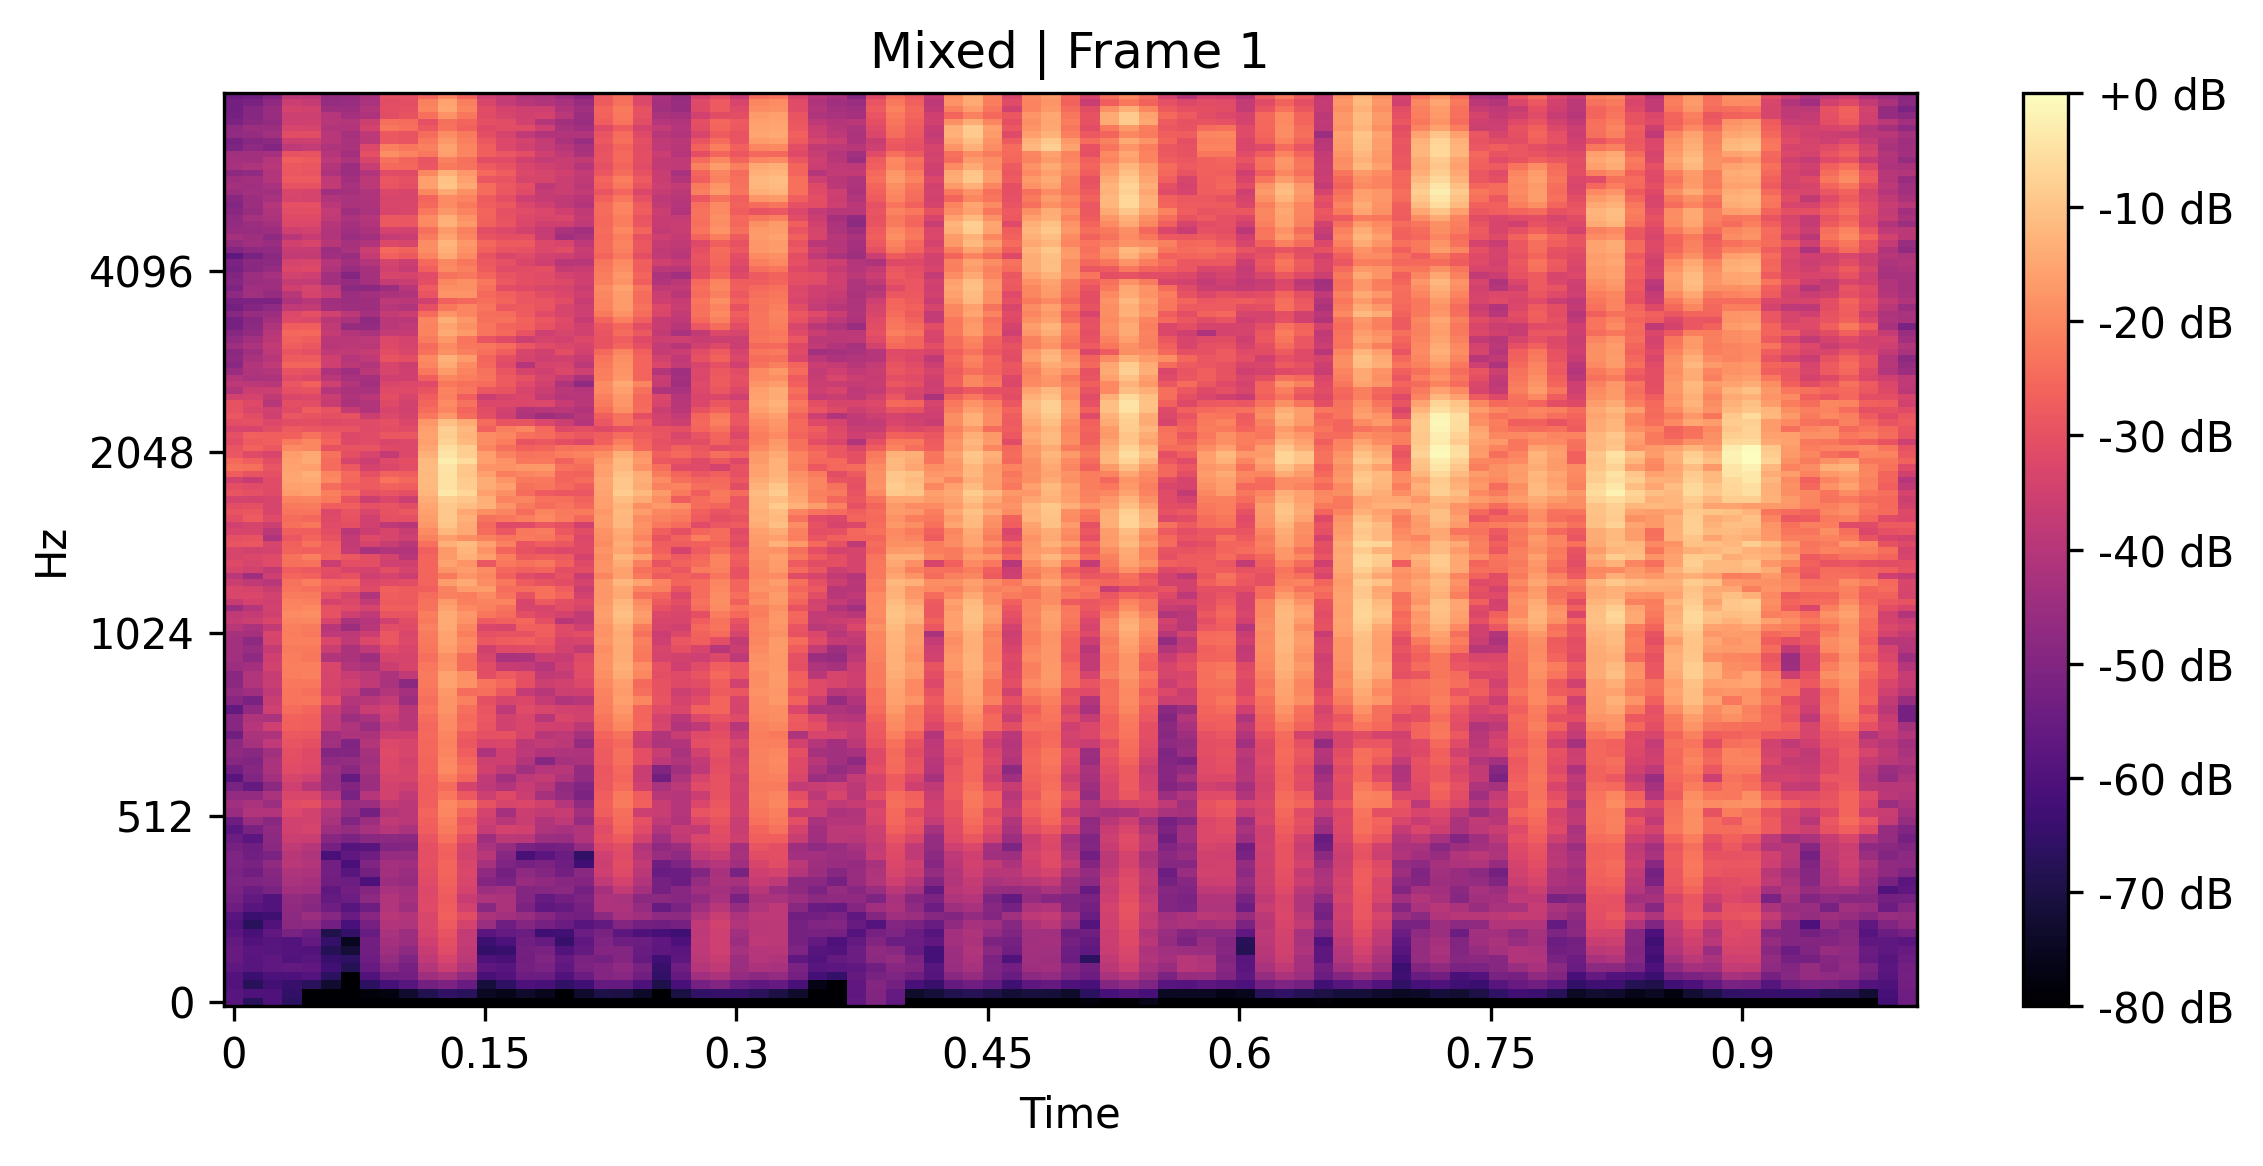 Mixed | Frame 1
+0 dB
-10 dB
-20 dB
-30 dB
-40 dB
-50 dB
-60 dB
-70 dB
-80 dB
Hz
4096
2048
1024
512
0
0 0.15 0.3 0.45 0.6 0.75 0.9
Time